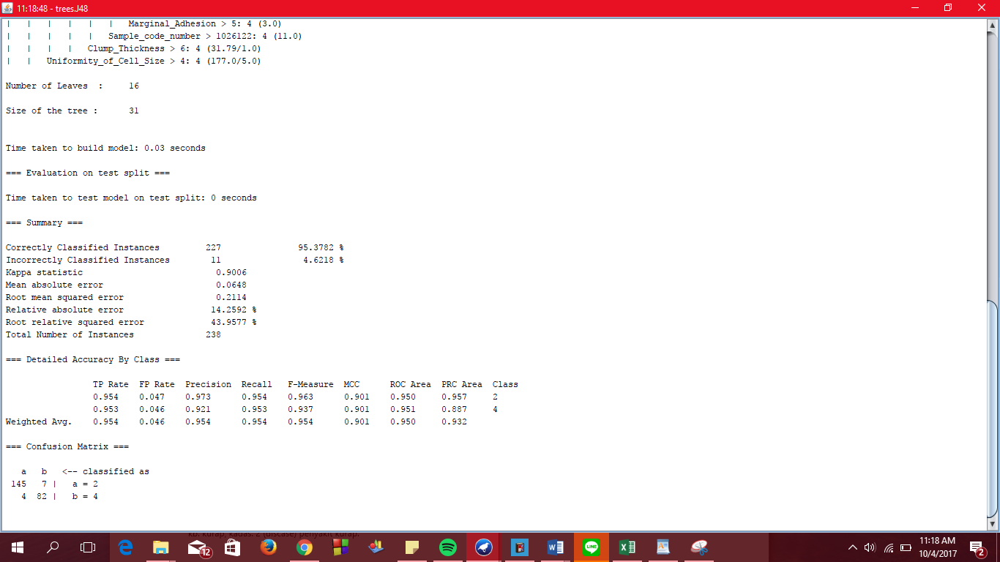 11:18:48 - trees.J48
| | | | | | Marginal_Adhesion > 5: 4 (3.0)
| | | | | Sample_code_number > 1026122: 4 (11.0)
| | | | Clump_Thickness > 6: 4 (31.79/1.0)
| | Uniformity_of_Cell_Size > 4: 4 (177.0/5.0)
Number of Leaves : 16
Size of the tree : 31
Time taken to build model: 0.03 seconds
=== Evaluation on test split ===
Time taken to test model on test split: 0 seconds
=== Summary ===
Correctly Classified Instances 227 95.3782 %
Incorrectly Classified Instances 11 4.6218 %
Kappa statistic 0.9006
Mean absolute error 0.0648
Root mean squared error 0.2114
Relative absolute error 14.2592 %
Root relative squared error 43.9577 %
Total Number of Instances 238
=== Detailed Accuracy By Class ===
TP Rate FP Rate Precision Recall F-Measure MCC ROC Area PRC Area Class
0.954 0.047 0.973 0.954 0.963 0.901 0.950 0.957 2
0.953 0.046 0.921 0.953 0.937 0.901 0.951 0.887 4
Weighted Avg. 0.954 0.046 0.954 0.954 0.954 0.901 0.950 0.932
=== Confusion Matrix ===
a b <-- classified as
145 7 | a = 2
4 82 | b = 4
kurap, kadas. 2 (disease) penyakit kurap.
12
LINE
11:18 AM
10/4/2017
2